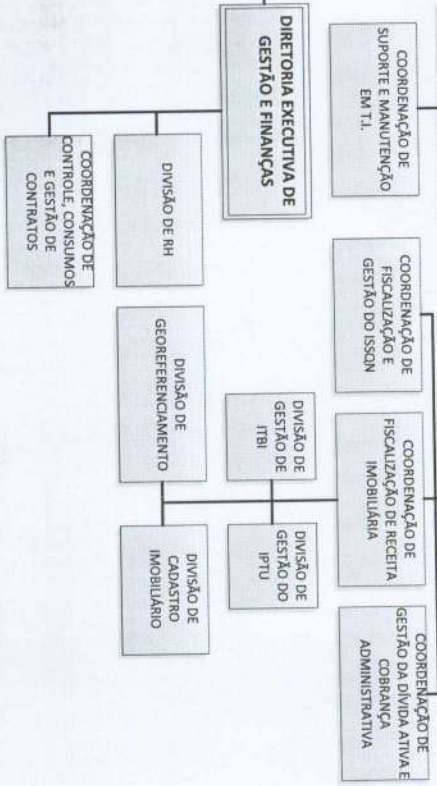 COORDENAÇÃO DE
SUPORTE E MANUTENÇÃO
EM T.I.
COORDENAÇÃO DE
FISCALIZAÇÃO E
GESTÃO DO ISSQN
COORDENAÇÃO DE
FISCALIZAÇÃO DE RECEITA
IMOBILIÁRIA
COORDENAÇÃO DE
GESTÃO DA DÍVIDA ATIVA E
COBRANÇA
ADMINISTRATIVA
DIRETORIA EXECUTIVA DE
GESTÃO E FINANÇAS
DIVISÃO DE
GESTÃO DE
ITBI
DIVISÃO DE
GESTÃO DO
IPTU
DIVISÃO DE RH
DIVISÃO DE
GEOREFERENCIAMENTO
DIVISÃO DE
CADASTRO
IMOBILIÁRIO
COORDENAÇÃO DE
CONTROLE, CONSUMOS
E GESTÃO DE
CONTRATOS